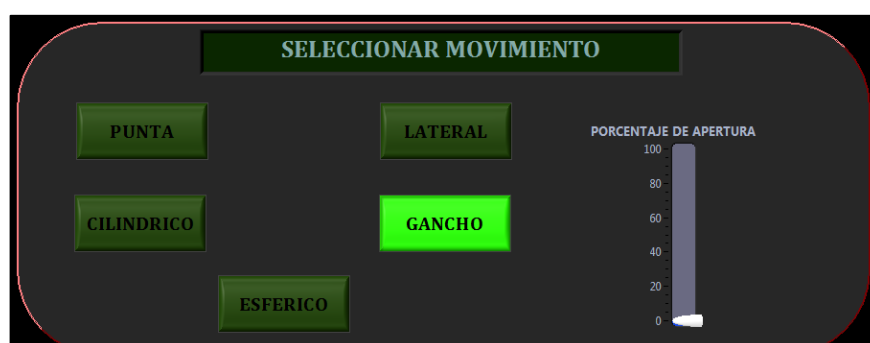 SELECCIONAR MOVIMIENTO
PUNTA
LATERAL
CILINDRICO
GANCHO
ESFERICO
PORCENTAJE DE APERTURA
100
80
60
40
20
0